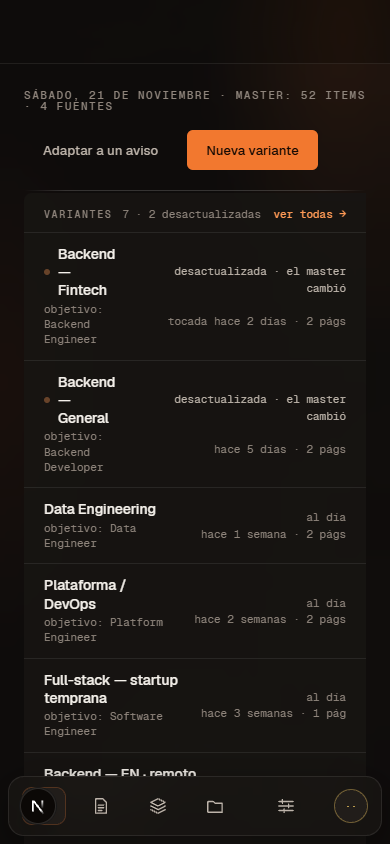 SÁBADO, 21 DE NOVIEMBRE · MASTER: 52 ITEMS
· 4 FUENTES
Adaptar a un aviso
Nueva variante
VARIANTES 7 · 2 desactualizadas ver todas →
Backend
—
Fintech
objetivo:
Backend
Engineer
desactualizada · el master
cambió
tocada hace 2 días · 2 págs
Backend
—
General
objetivo:
Backend
Developer
desactualizada · el master
cambió
hace 5 días · 2 págs
Data Engineering
objetivo: Data
Engineer
al día
hace 1 semana · 2 págs
Plataforma /
DevOps
objetivo: Platform
Engineer
al día
hace 2 semanas · 2 págs
Full-stack — startup
temprana
objetivo: Software
Engineer
al día
hace 3 semanas · 1 pág
Backend — EN · remoto
N